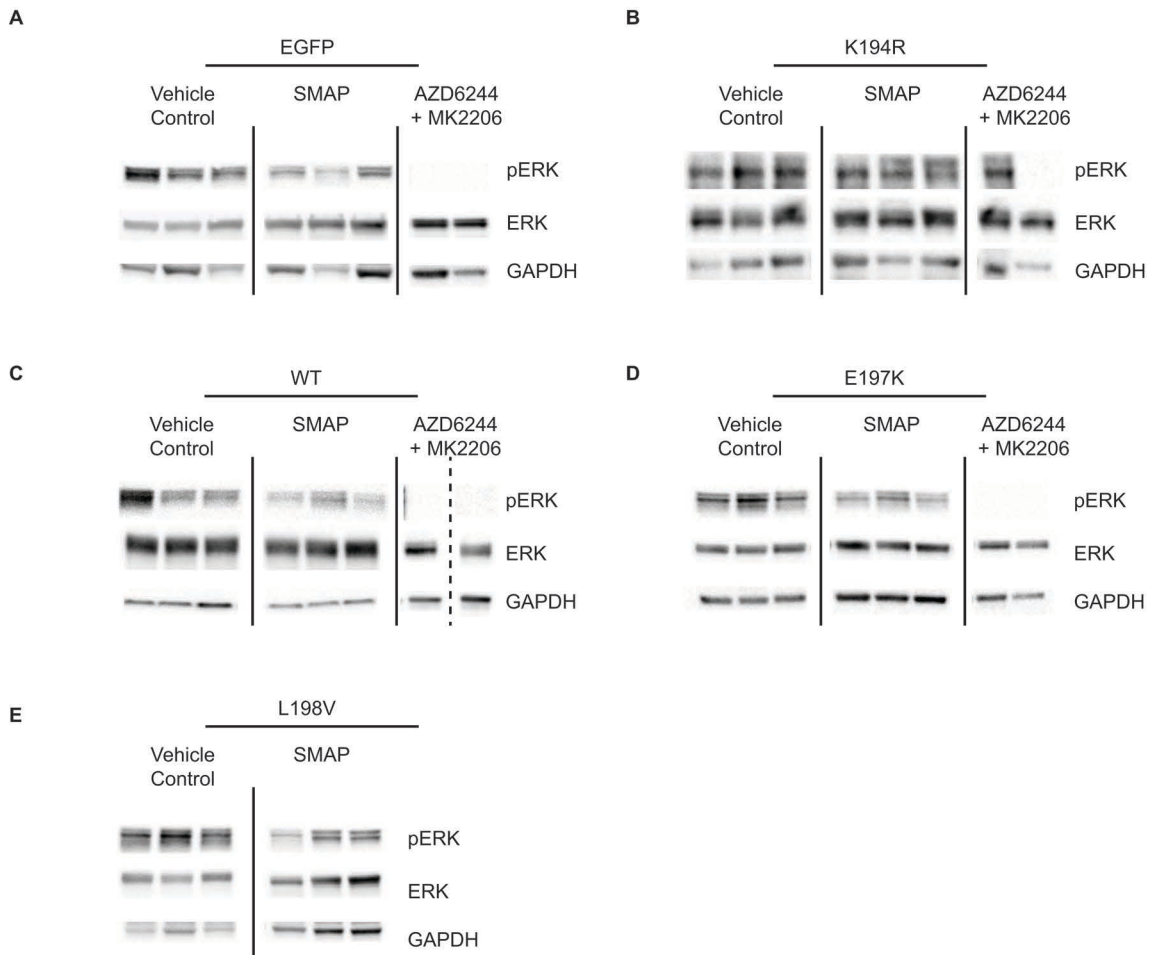 A
EGFP
Vehicle
Control
SMAP
AZD6244
+ MK2206
pERK
ERK
GAPDH
B
K194R
Vehicle
Control
SMAP
AZD6244
+ MK2206
pERK
ERK
GAPDH
C
WT
Vehicle
Control
SMAP
AZD6244
+ MK2206
pERK
ERK
GAPDH
D
E197K
Vehicle
Control
SMAP
AZD6244
+ MK2206
pERK
ERK
GAPDH
E
L198V
Vehicle
Control
SMAP
pERK
ERK
GAPDH